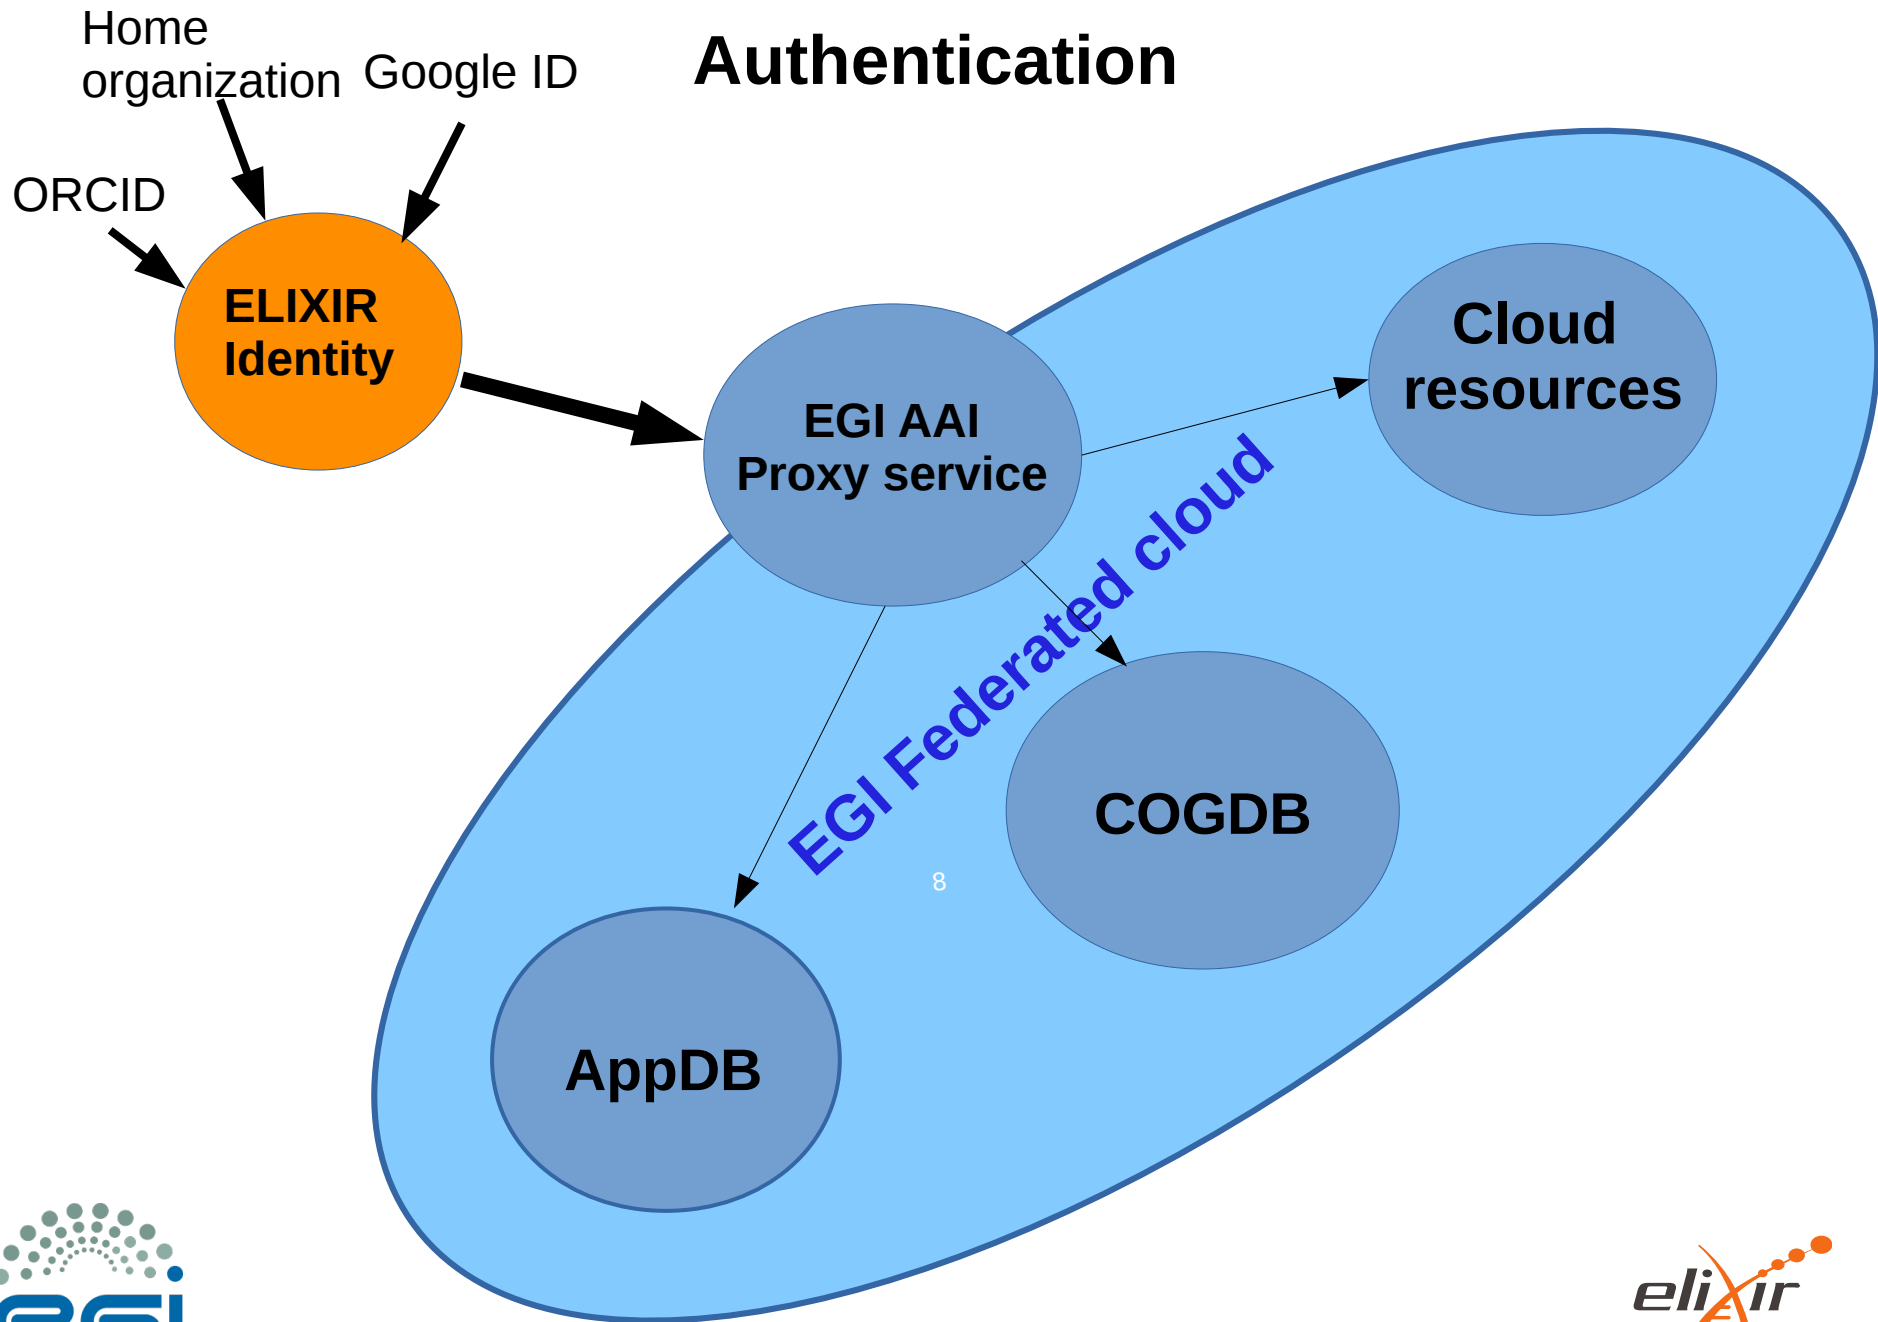 Home
organization
Google ID
Authentication
ORCID
ELIXIR
Identity
EGI AAI
Proxy service
Cloud
resources
EGI Federated cloud
COGDB
8
AppDB
egi
elixir